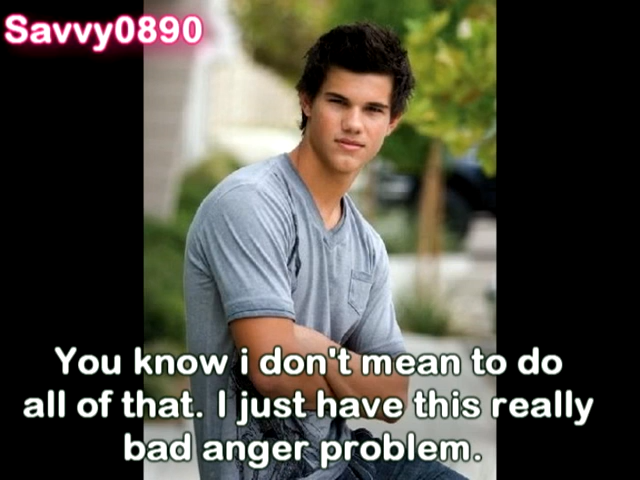 Savvy0890
You know i don't mean to do
all of that. I just have this really
bad anger problem.